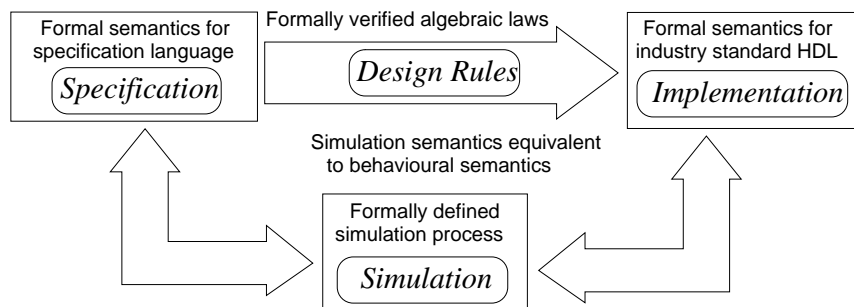 Formal semantics for
specification language
Specification
Formally verified algebraic laws
Design Rules
Formal semantics for
industry standard HDL
Implementation
Simulation semantics equivalent
to behavioural semantics
Formally defined
simulation process
Simulation